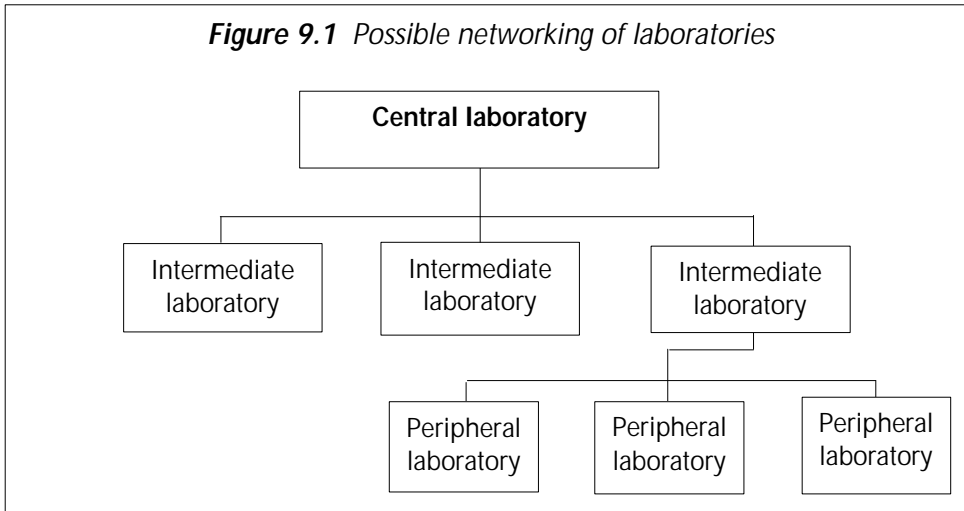 Figure 9.1 Possible networking of laboratories
Central laboratory
Intermediate
laboratory
Intermediate
laboratory
Intermediate
laboratory
Peripheral
laboratory
Peripheral
laboratory
Peripheral
laboratory